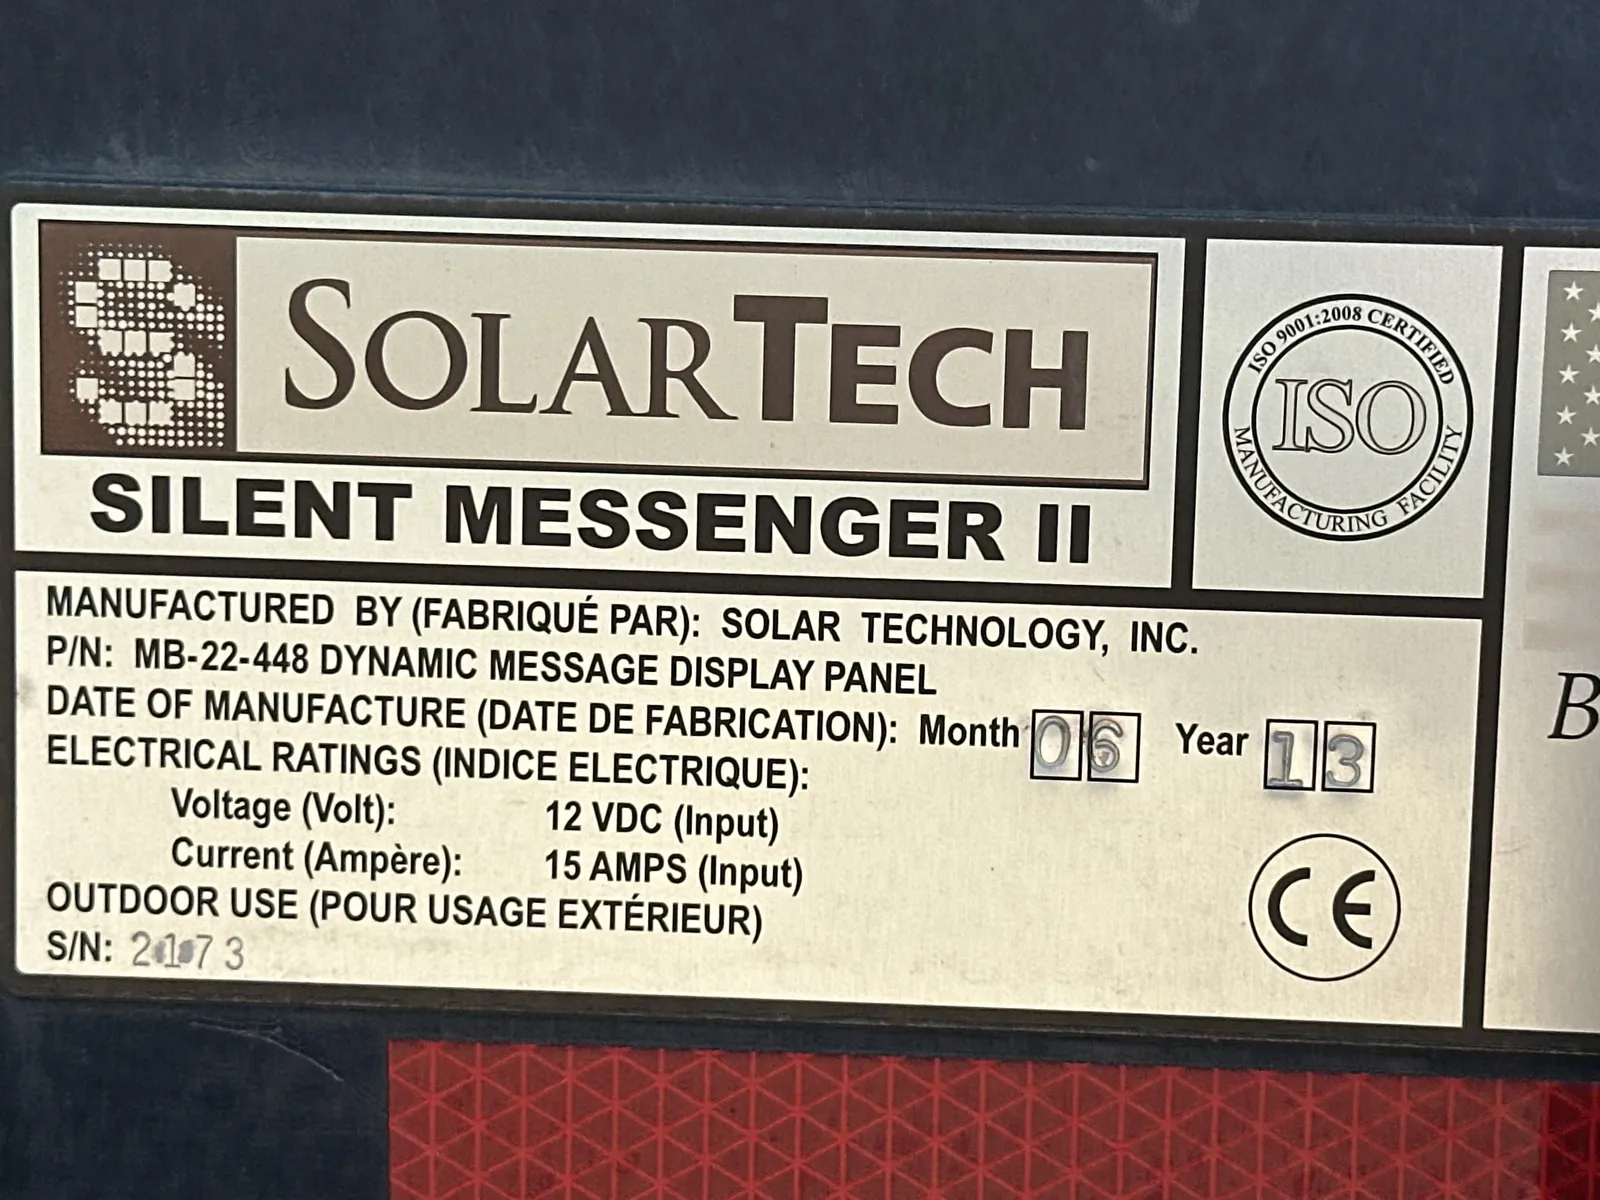 SOLARTECH
SILENT MESSENGER II
ISO 9001:2008 CERTIFIED
ISO
MANUFACTURING FACILITY
MANUFACTURED BY (FABRIQUÉ PAR): SOLAR TECHNOLOGY, INC.
P/N: MB-22-448 DYNAMIC MESSAGE DISPLAY PANEL
DATE OF MANUFACTURE (DATE DE FABRICATION): Month 06 Year 13
ELECTRICAL RATINGS (INDICE ELECTRIQUE):
Voltage (Volt): 12 VDC (Input)
Current (Ampère): 15 AMPS (Input)
OUTDOOR USE (POUR USAGE EXTÉRIEUR)
S/N: 2173
CE